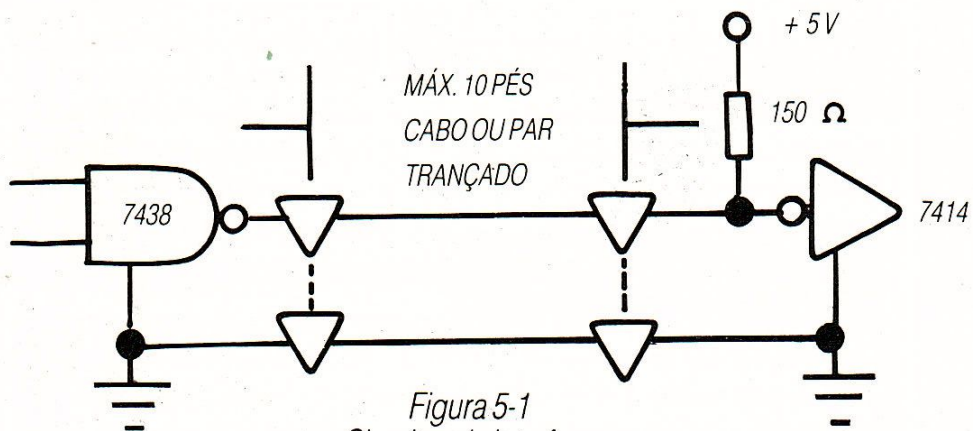 + 5V
MÁX. 10 PÉS
CABO OU PAR
TRANÇADO
150 Ω
7438
7414
Figura 5-1